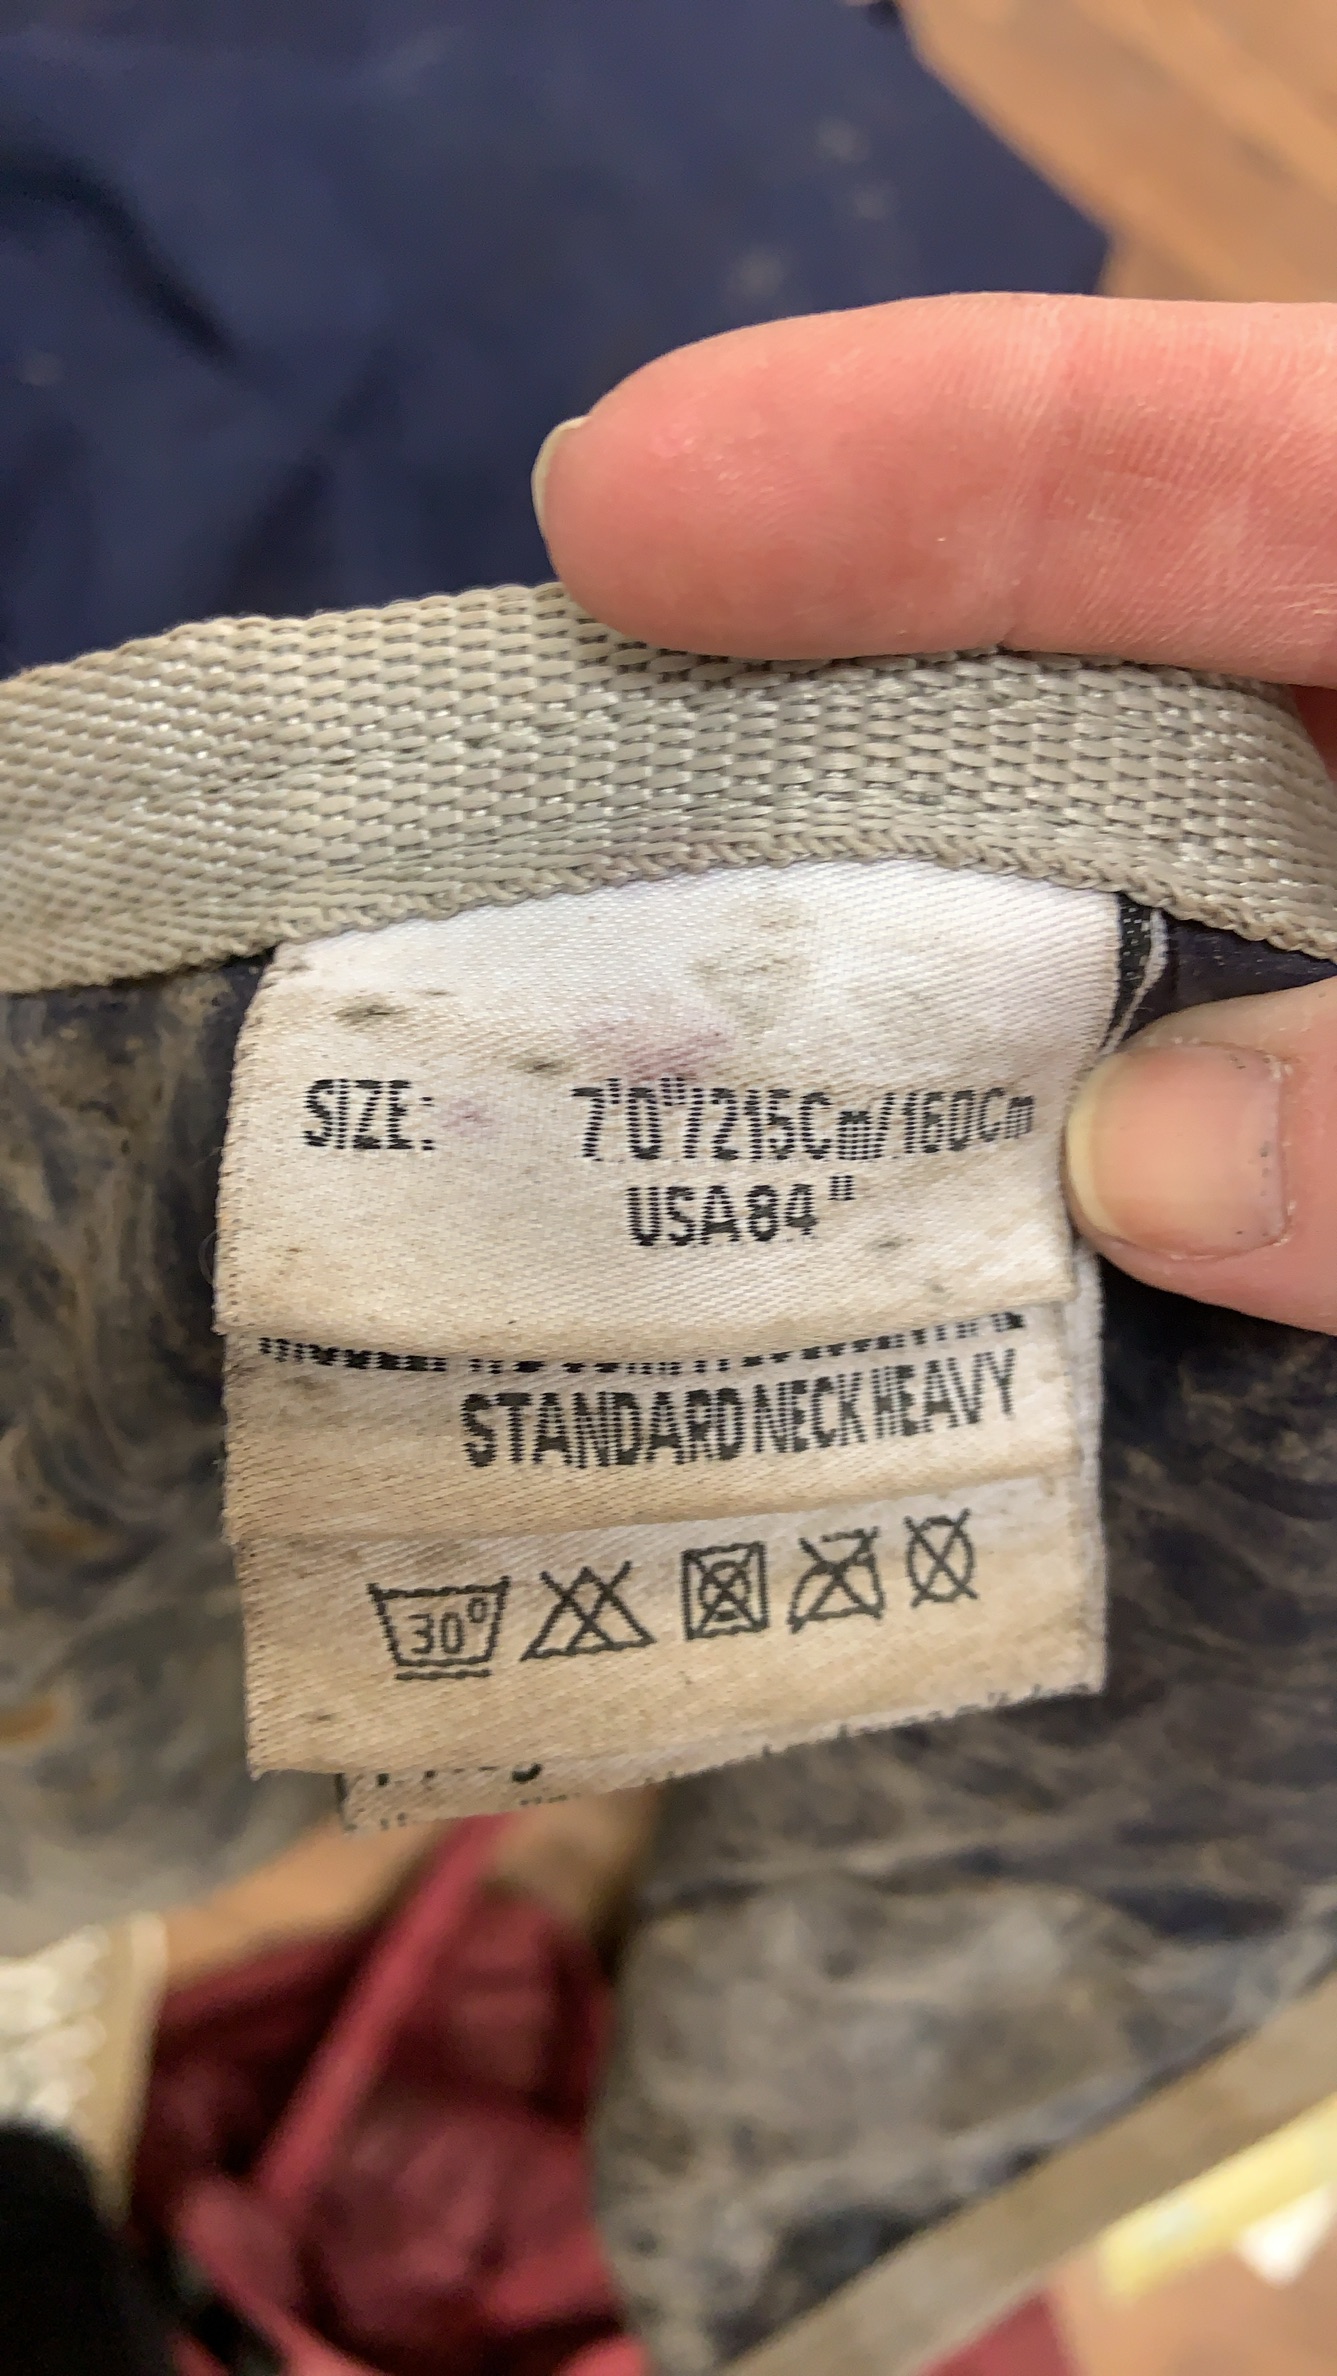 SIZE: 7'0"/215Cm/160Cm
USA84"
STANDARD NECK HEAVY
30°